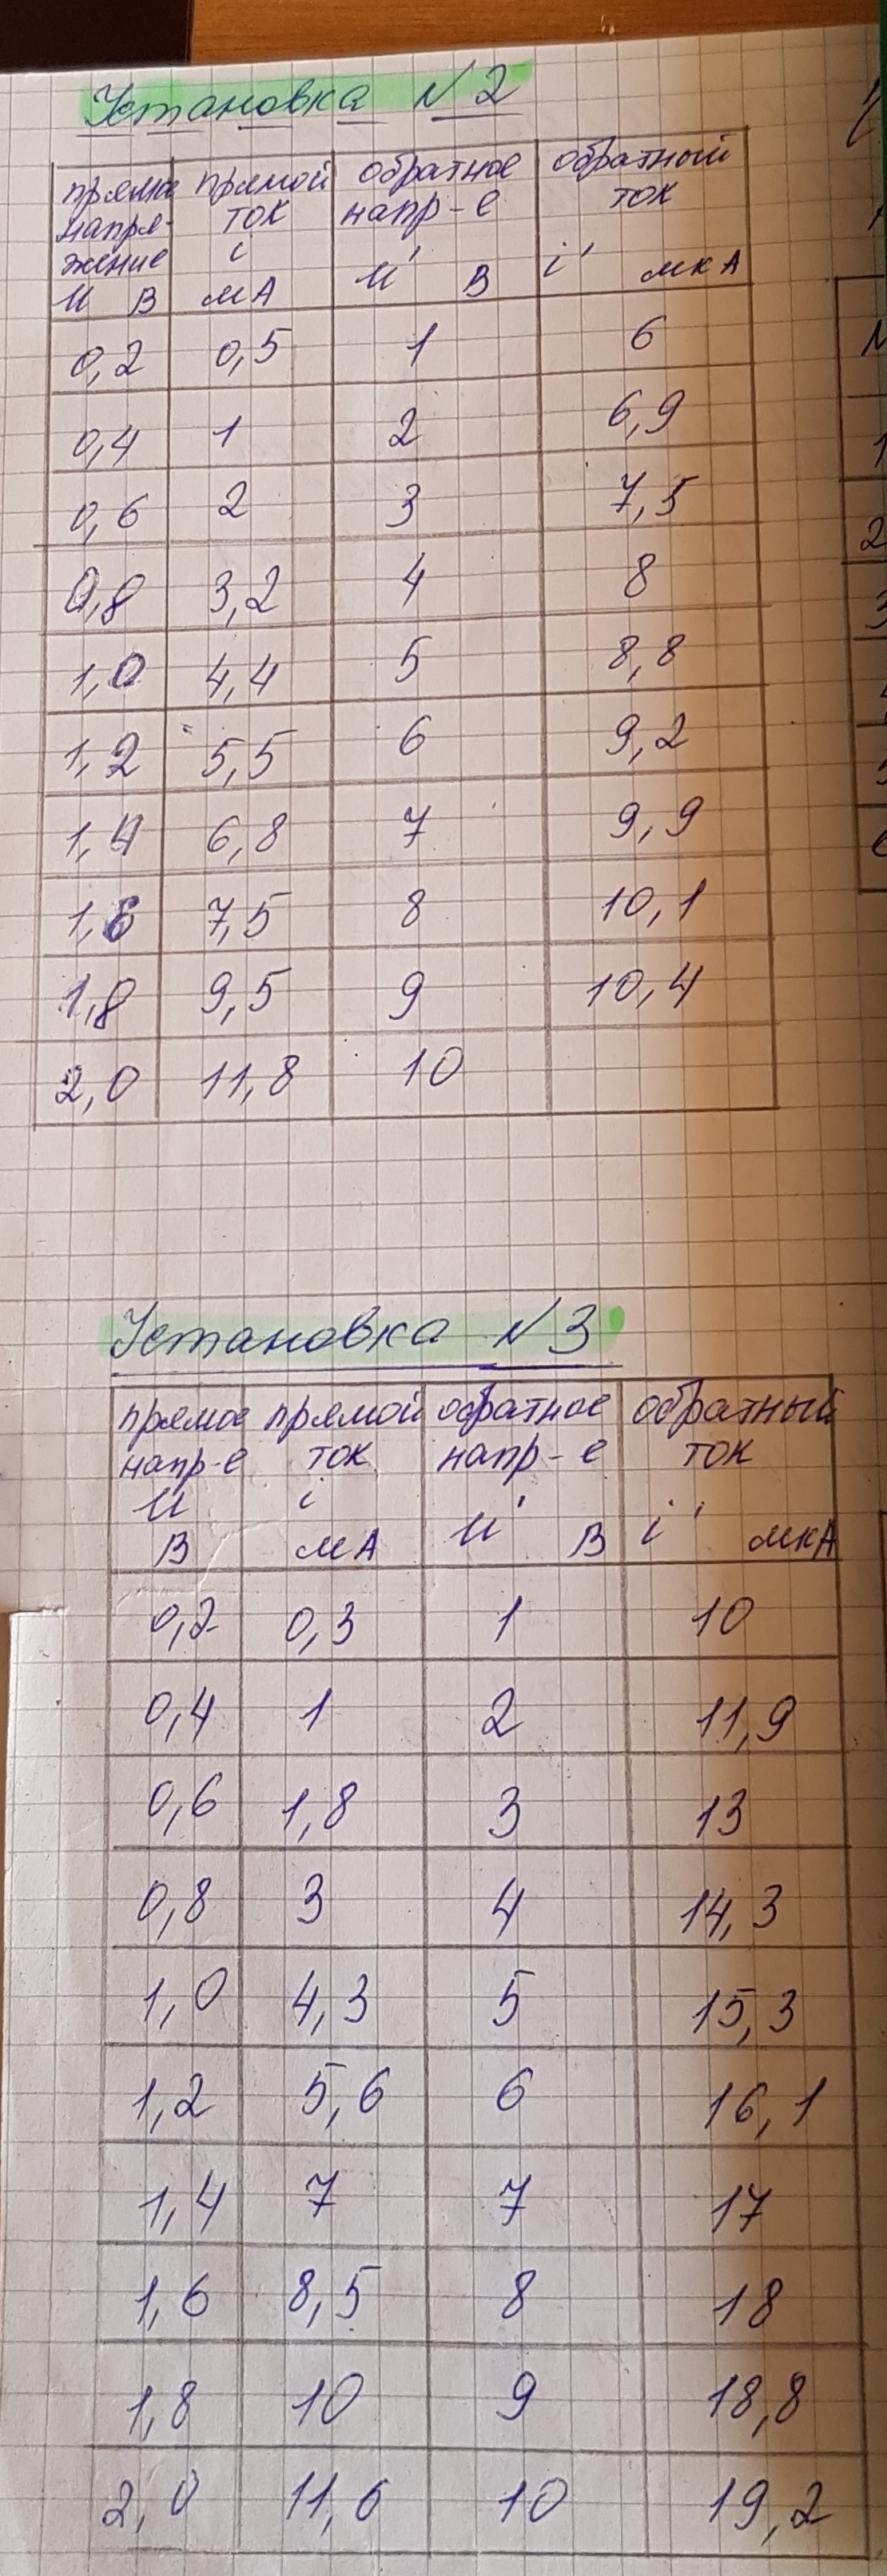 Установка №2
прямое прямой обратное обратный
напря- ток напр-е ток
жение i u' В i' мкА
u В мА
0,2 0,5 1 6
0,4 1 2 6,9
0,6 2 3 7,5
0,8 3,2 4 8
1,0 4,4 5 8,8
1,2 5,5 6 9,2
1,4 6,8 7 9,9
1,6 7,5 8 10,1
1,8 9,5 9 10,4
2,0 11,8 10
Установка №3
прямое прямой обратное обратный
напр-е ток напр-е ток
u i u' В i' мкА
В мА
0,2 0,3 1 10
0,4 1 2 11,9
0,6 1,8 3 13
0,8 3 4 14,3
1,0 4,3 5 15,3
1,2 5,6 6 16,1
1,4 7 7 17
1,6 8,5 8 18
1,8 10 9 18,8
2,0 11,6 10 19,2